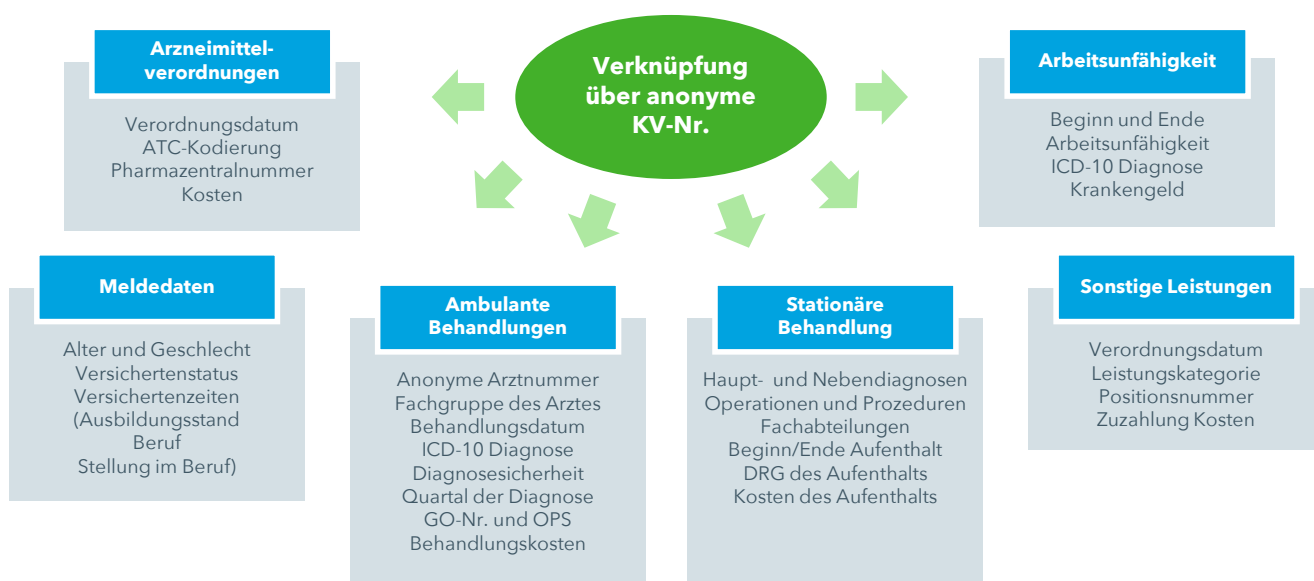 Arzneimittel-
verordnungen
Verordnungsdatum
ATC-Kodierung
Pharmazentralnummer
Kosten
Verknüpfung
über anonyme
KV-Nr.
Arbeitsunfähigkeit
Beginn und Ende
Arbeitsunfähigkeit
ICD-10 Diagnose
Krankengeld
Meldedaten
Alter und Geschlecht
Versichertenstatus
Versichertenzeiten
(Ausbildungsstand
Beruf
Stellung im Beruf)
Ambulante
Behandlungen
Anonyme Arztnummer
Fachgruppe des Arztes
Behandlungsdatum
ICD-10 Diagnose
Diagnosesicherheit
Quartal der Diagnose
GO-Nr. und OPS
Behandlungskosten
Stationäre
Behandlung
Haupt- und Nebendiagnosen
Operationen und Prozeduren
Fachabteilungen
Beginn/Ende Aufenthalt
DRG des Aufenthalts
Kosten des Aufenthalts
Sonstige Leistungen
Verordnungsdatum
Leistungskategorie
Positionsnummer
Zuzahlung Kosten